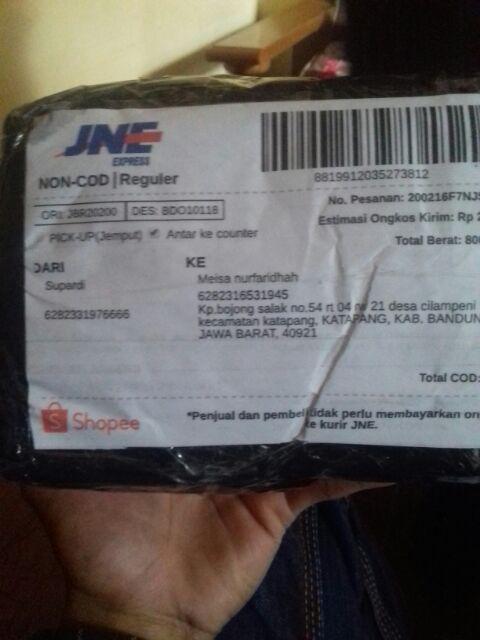 JNE
EXPRESS
8819912035273812
NON-COD | Reguler
No. Pesanan: 200216F7NJ
ORI: JBR20200 DES: BDO10118
Estimasi Ongkos Kirim: Rp
PICK-UP(Jemput) ✔ Antar ke counter
Total Berat: 80
DARI
KE
Supardi
Meisa nurfaridhah
6282331976666
6282316531945
Kp.bojong salak no.54 rt 04 rw 21 desa cilampeni
kecamatan katapang, KATAPANG, KAB. BANDUN
JAWA BARAT, 40921
Total COD:
Shopee
*Penjual dan pembeli tidak perlu membayarkan on
ke kurir JNE.